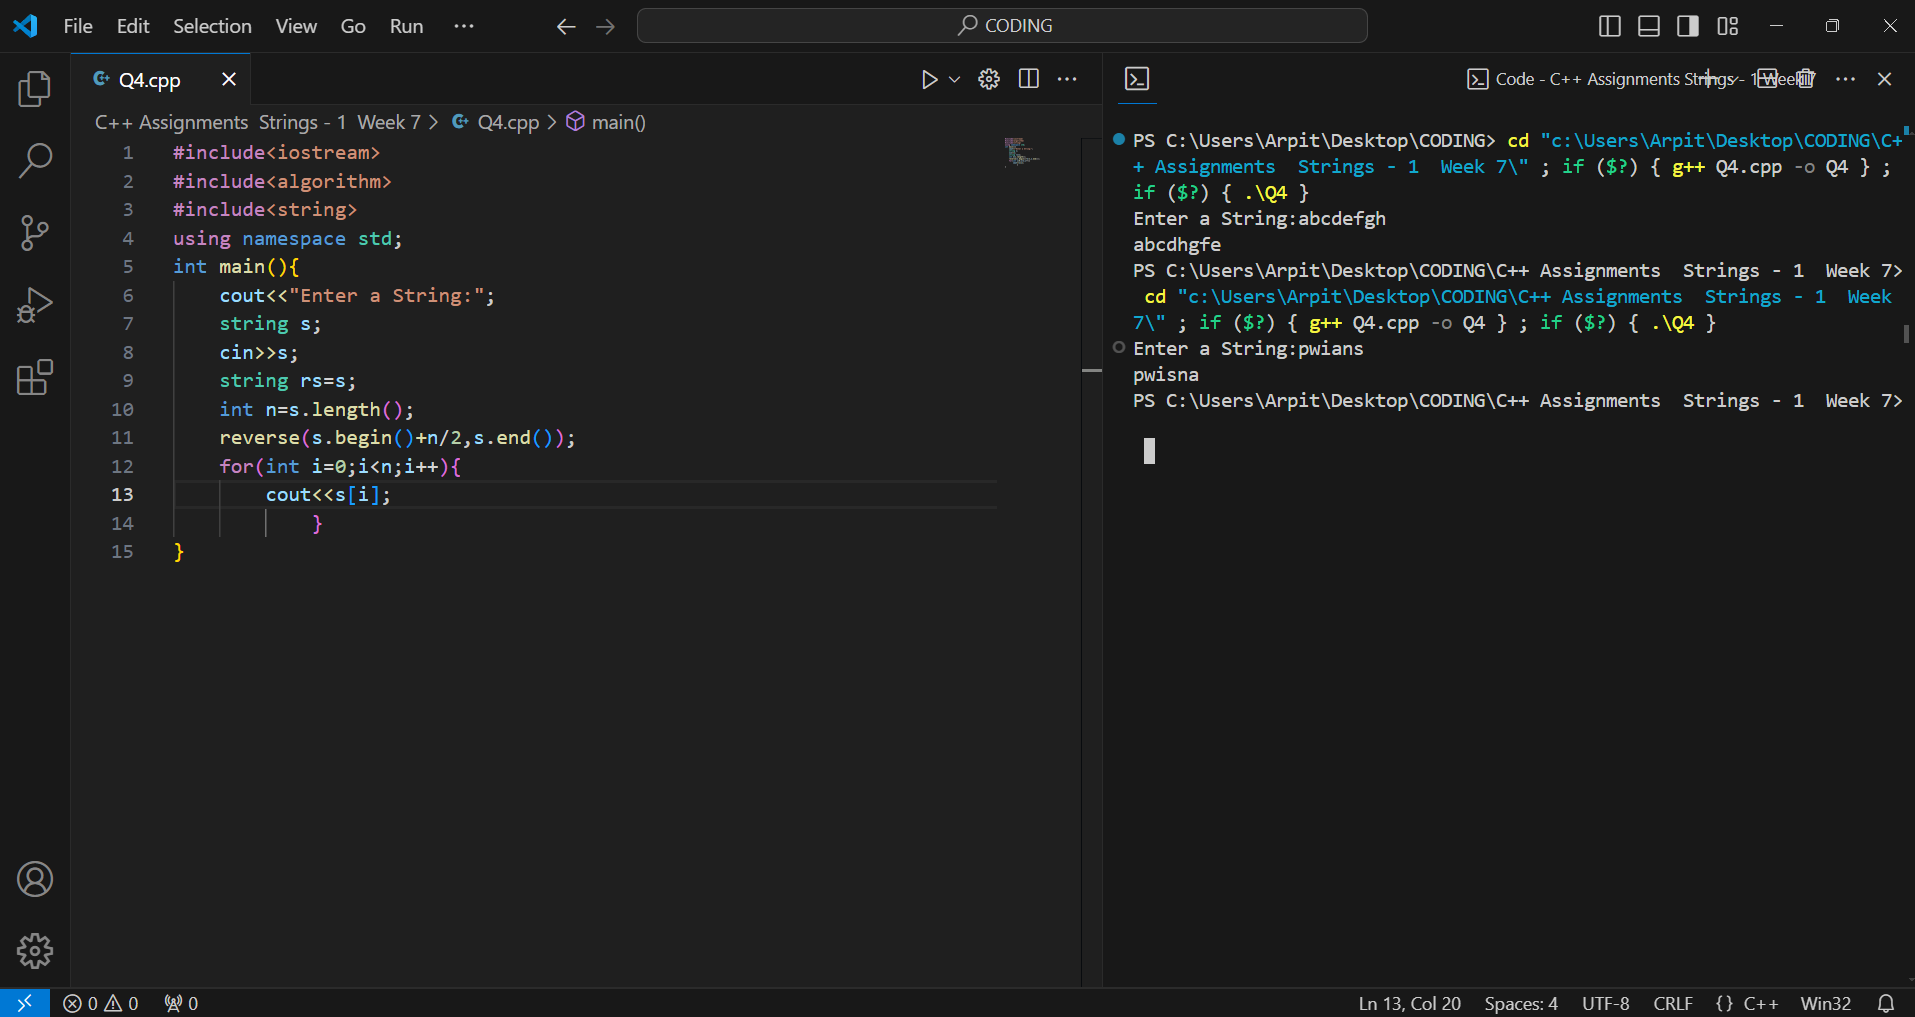 File Edit Selection View Go Run ··· CODING
Q4.cpp
C++ Assignments  Strings - 1  Week 7 > Q4.cpp > main()
1 #include<iostream>
2 #include<algorithm>
3 #include<string>
4 using namespace std;
5 int main(){
6     cout<<"Enter a String:";
7     string s;
8     cin>>s;
9     string rs=s;
10     int n=s.length();
11     reverse(s.begin()+n/2,s.end());
12     for(int i=0;i<n;i++){
13         cout<<s[i];
14             }
15 }
Code - C++ Assignments Strings - 1 Week 7
PS C:\Users\Arpit\Desktop\CODING> cd "c:\Users\Arpit\Desktop\CODING\C+
+ Assignments  Strings - 1  Week 7\" ; if ($?) { g++ Q4.cpp -o Q4 } ;
if ($?) { .\Q4 }
Enter a String:abcdefgh
abcdhgfe
PS C:\Users\Arpit\Desktop\CODING\C++ Assignments  Strings - 1  Week 7>
cd "c:\Users\Arpit\Desktop\CODING\C++ Assignments  Strings - 1  Week
7\" ; if ($?) { g++ Q4.cpp -o Q4 } ; if ($?) { .\Q4 }
Enter a String:pwians
pwisna
PS C:\Users\Arpit\Desktop\CODING\C++ Assignments  Strings - 1  Week 7>
0 0 0 Ln 13, Col 20 Spaces: 4 UTF-8 CRLF {} C++ Win32